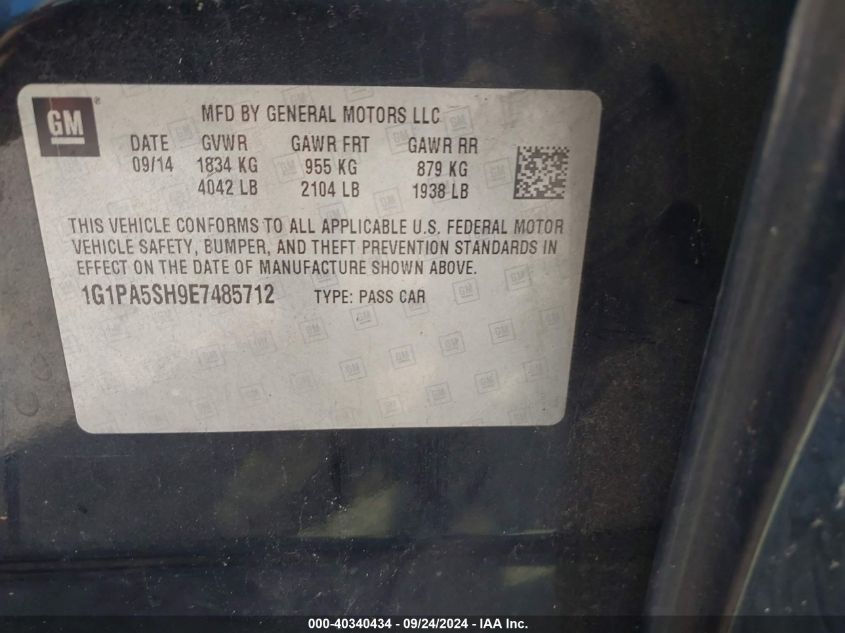 GM
MFD BY GENERAL MOTORS LLC
DATE GVWR GAWR FRT GAWR RR
09/14 1834 KG 955 KG 879 KG
4042 LB 2104 LB 1938 LB
THIS VEHICLE CONFORMS TO ALL APPLICABLE U.S. FEDERAL MOTOR
VEHICLE SAFETY, BUMPER, AND THEFT PREVENTION STANDARDS IN
EFFECT ON THE DATE OF MANUFACTURE SHOWN ABOVE.
1G1PA5SH9E7485712 TYPE: PASS CAR
000-40340434 - 09/24/2024 - IAA Inc.